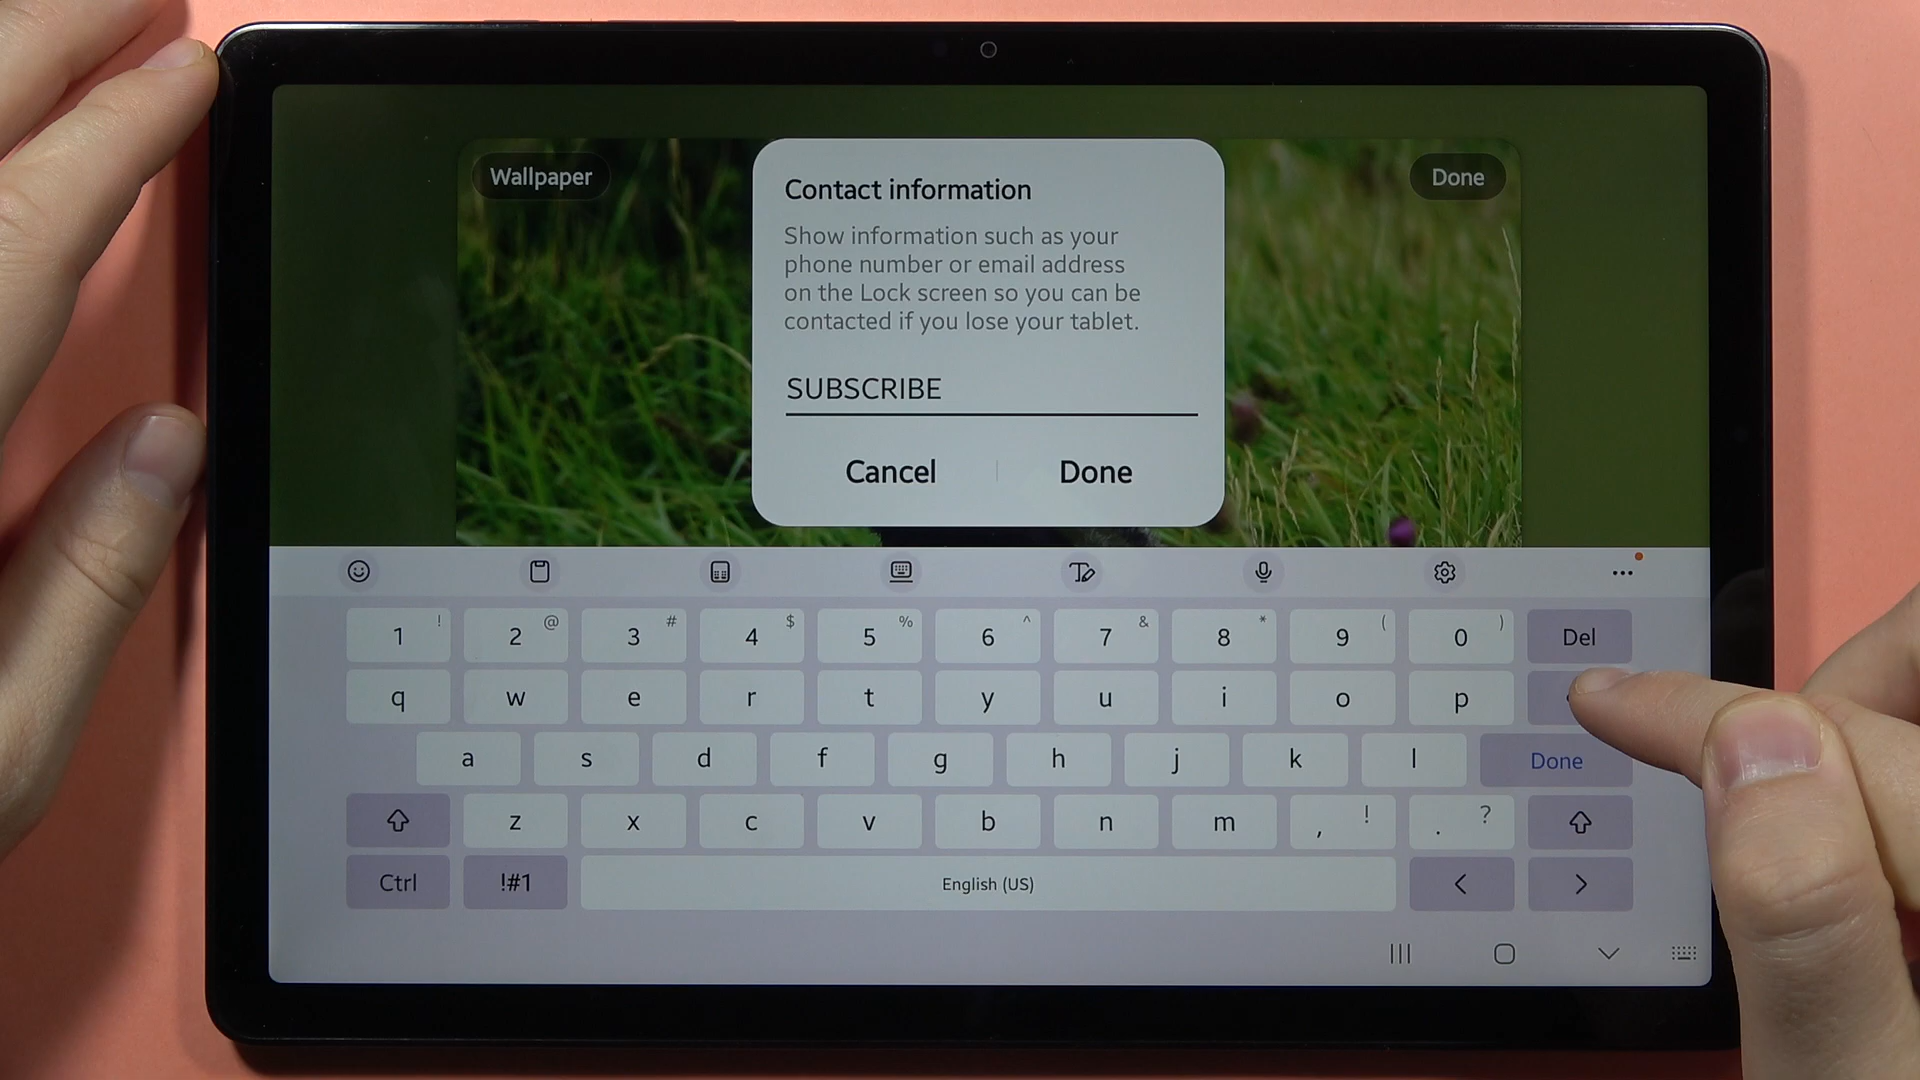 Wallpaper
Done
Contact information
Show information such as your
phone number or email address
on the Lock screen so you can be
contacted if you lose your tablet.
SUBSCRIBE
Cancel
Done
1 ! 2 @ 3 # 4 $ 5 % 6 ^ 7 & 8 * 9 ( 0 ) Del
q w e r t y u i o p
a s d f g h j k l Done
z x c v b n m , ! . ?
Ctrl !#1 English (US) < >